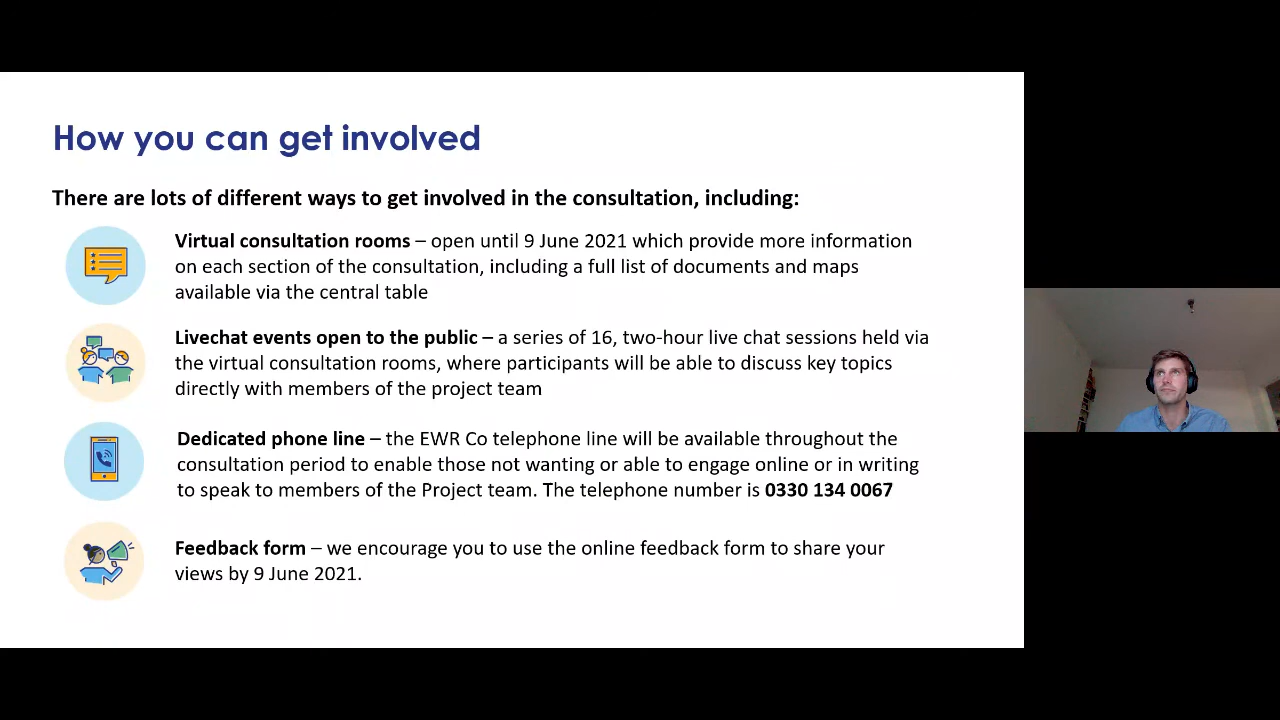 How you can get involved
There are lots of different ways to get involved in the consultation, including:
Virtual consultation rooms – open until 9 June 2021 which provide more information
on each section of the consultation, including a full list of documents and maps
available via the central table
Livechat events open to the public – a series of 16, two-hour live chat sessions held via
the virtual consultation rooms, where participants will be able to discuss key topics
directly with members of the project team
Dedicated phone line – the EWR Co telephone line will be available throughout the
consultation period to enable those not wanting or able to engage online or in writing
to speak to members of the Project team. The telephone number is 0330 134 0067
Feedback form – we encourage you to use the online feedback form to share your
views by 9 June 2021.